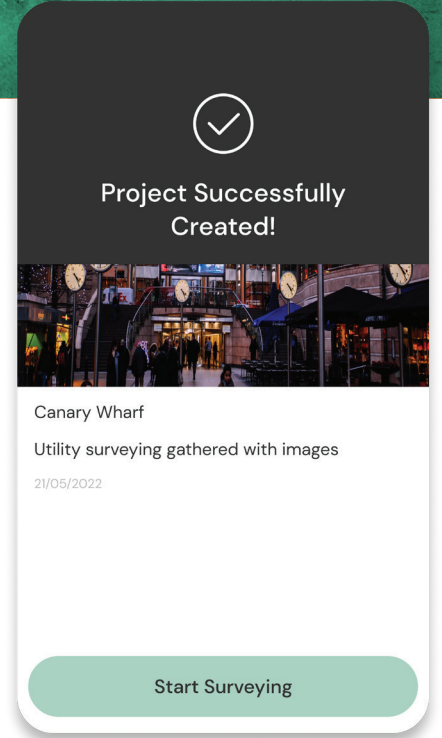 Project Successfully
Created!
Canary Wharf
Utility surveying gathered with images
21/05/2022
Start Surveying